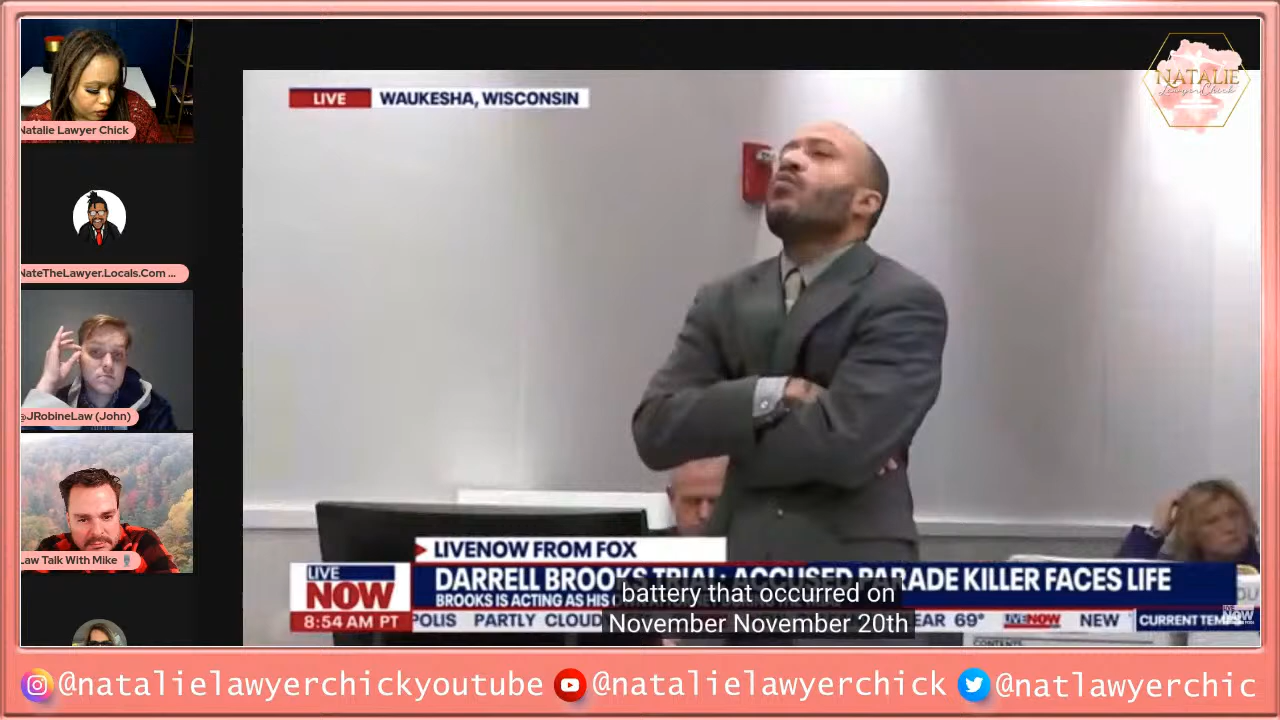 Natalie Lawyer Chick
NateTheLawyer.Locals.Com ...
@JRobineLaw (John)
Law Talk With Mike
NATALIE
LawyerChick
LIVE WAUKESHA, WISCONSIN
LIVENOW FROM FOX
LIVE
NOW
DARRELL BROOKS TRIAL: ACCUSED PARADE KILLER FACES LIFE
BROOKS IS ACTING AS HIS
battery that occurred on
November November 20th
8:54 AM PT
POLIS PARTLY CLOUD
EAR 69° LIVENOW NEW
CURRENT TEM
@natalielawyerchickyoutube @natalielawyerchick @natlawyerchic